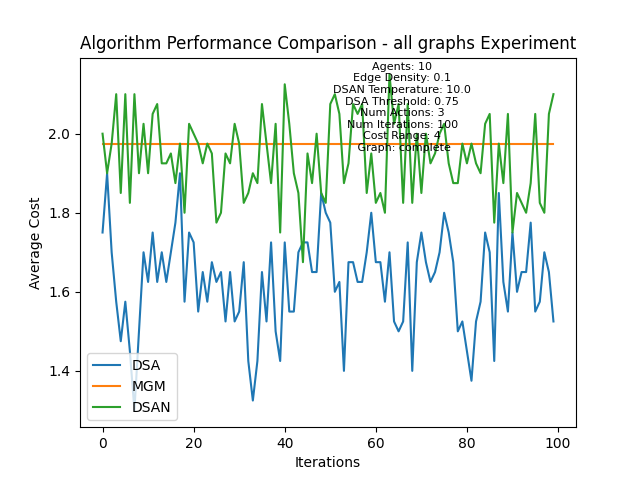 Algorithm Performance Comparison - all graphs Experiment
Agents: 10
Edge Density: 0.1
DSAN Temperature: 10.0
DSA Threshold: 0.75
Num Actions: 3
Num Iterations: 100
Cost Range: 4
Graph: complete
Average Cost
2.0
1.8
1.6
1.4
DSA
MGM
DSAN
0 20 40 60 80 100
Iterations